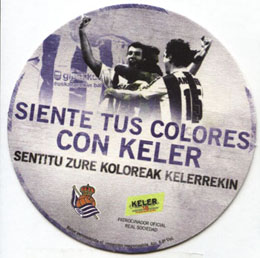 SIENTE TUS COLORES
CON KELER
SENTITU ZURE KOLOREAK KELERREKIN
KELER
PATROCINADOR OFICIAL
REAL SOCIEDAD